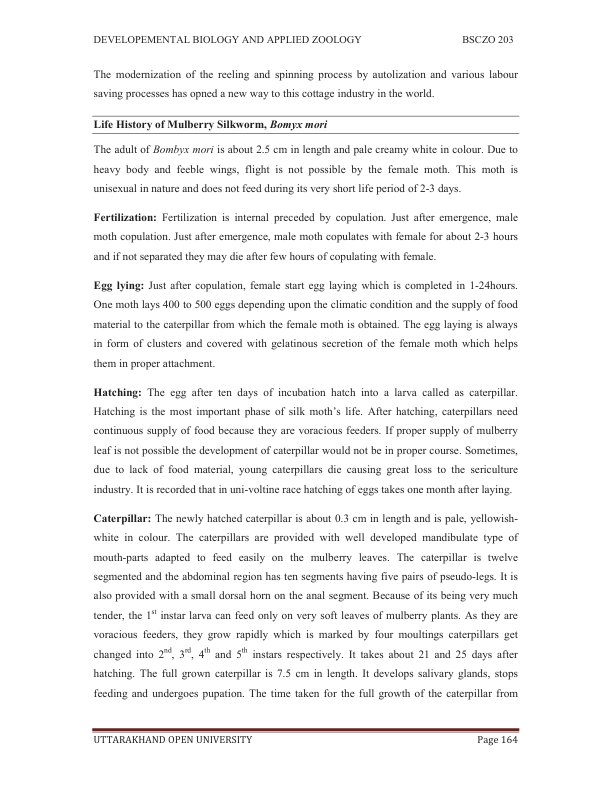 DEVELOPEMENTAL BIOLOGY AND APPLIED ZOOLOGY BSCZO 203
The modernization of the reeling and spinning process by autolization and various labour
saving processes has opned a new way to this cottage industry in the world.
Life History of Mulberry Silkworm, Bomyx mori
The adult of Bombyx mori is about 2.5 cm in length and pale creamy white in colour. Due to
heavy body and feeble wings, flight is not possible by the female moth. This moth is
unisexual in nature and does not feed during its very short life period of 2-3 days.
Fertilization: Fertilization is internal preceded by copulation. Just after emergence, male
moth copulation. Just after emergence, male moth copulates with female for about 2-3 hours
and if not separated they may die after few hours of copulating with female.
Egg lying: Just after copulation, female start egg laying which is completed in 1-24hours.
One moth lays 400 to 500 eggs depending upon the climatic condition and the supply of food
material to the caterpillar from which the female moth is obtained. The egg laying is always
in form of clusters and covered with gelatinous secretion of the female moth which helps
them in proper attachment.
Hatching: The egg after ten days of incubation hatch into a larva called as caterpillar.
Hatching is the most important phase of silk moth's life. After hatching, caterpillars need
continuous supply of food because they are voracious feeders. If proper supply of mulberry
leaf is not possible the development of caterpillar would not be in proper course. Sometimes,
due to lack of food material, young caterpillars die causing great loss to the sericulture
industry. It is recorded that in uni-voltine race hatching of eggs takes one month after laying.
Caterpillar: The newly hatched caterpillar is about 0.3 cm in length and is pale, yellowish-
white in colour. The caterpillars are provided with well developed mandibulate type of
mouth-parts adapted to feed easily on the mulberry leaves. The caterpillar is twelve
segmented and the abdominal region has ten segments having five pairs of pseudo-legs. It is
also provided with a small dorsal horn on the anal segment. Because of its being very much
tender, the 1st instar larva can feed only on very soft leaves of mulberry plants. As they are
voracious feeders, they grow rapidly which is marked by four moultings caterpillars get
changed into 2nd, 3rd, 4th and 5th instars respectively. It takes about 21 and 25 days after
hatching. The full grown caterpillar is 7.5 cm in length. It develops salivary glands, stops
feeding and undergoes pupation. The time taken for the full growth of the caterpillar from
UTTARAKHAND OPEN UNIVERSITY Page 164